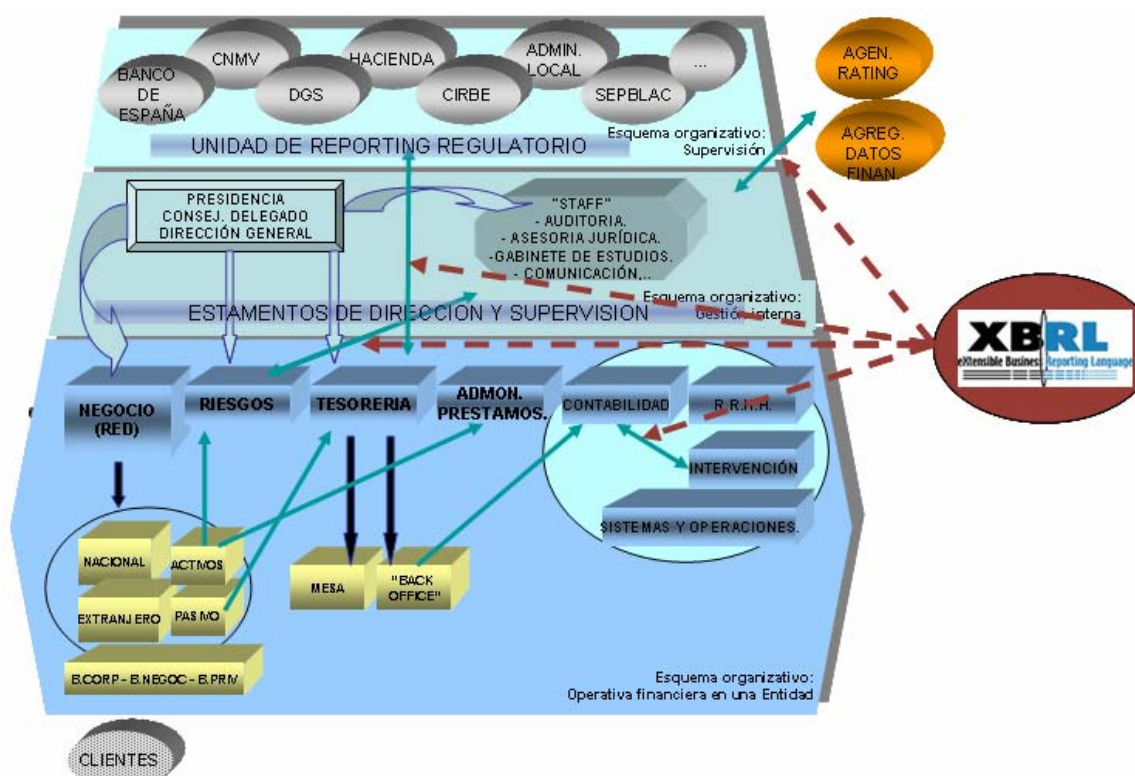 CNMV
HACIENDA
ADMIN.
LOCAL
...
BANCO
DE
ESPAÑA
DGS
CIRBE
SEPBLAC
AGEN.
RATING
AGREG.
DATOS
FINAN.
UNIDAD DE REPORTING REGULATORIO
Esquema organizativo:
Supervisión
PRESIDENCIA
CONSEJ. DELEGADO
DIRECCIÓN GENERAL
"STAFF"
- AUDITORIA.
- ASESORIA JURÍDICA.
-GABINETE DE ESTUDIOS.
- COMUNICACIÓN,..
ESTAMENTOS DE DIRECCION Y SUPERVISION
Esquema organizativo:
Gestión interna
XBRL
eXtensible Business Reporting Language
NEGOCIO
(RED)
RIESGOS
TESORERIA
ADMON.
PRESTAMOS.
CONTABILIDAD
R.R.H.H.
INTERVENCIÓN
SISTEMAS Y OPERACIONES.
NACIONAL
ACTIVOS
EXTRANJERO
PASIVO
B.CORP - B.NEGOC - B.PRIV
MESA
"BACK
OFFICE"
Esquema organizativo:
Operativa financiera en una Entidad
CLIENTES